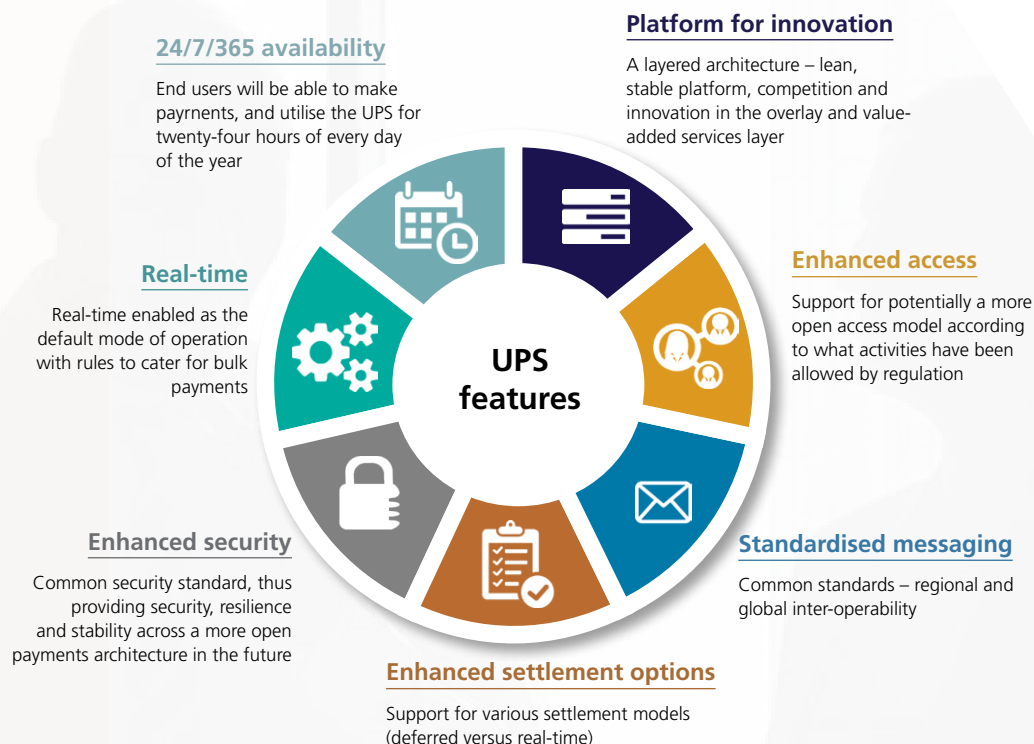 24/7/365 availability
End users will be able to make
payrnents, and utilise the UPS for
twenty-four hours of every day
of the year
Platform for innovation
A layered architecture – lean,
stable platform, competition and
innovation in the overlay and value-
added services layer
Real-time
Real-time enabled as the
default mode of operation
with rules to cater for bulk
payments
UPS
features
Enhanced access
Support for potentially a more
open access model according
to what activities have been
allowed by regulation
Enhanced security
Common security standard, thus
providing security, resilience
and stability across a more open
payments architecture in the future
Standardised messaging
Common standards – regional and
global inter-operability
Enhanced settlement options
Support for various settlement models
(deferred versus real-time)